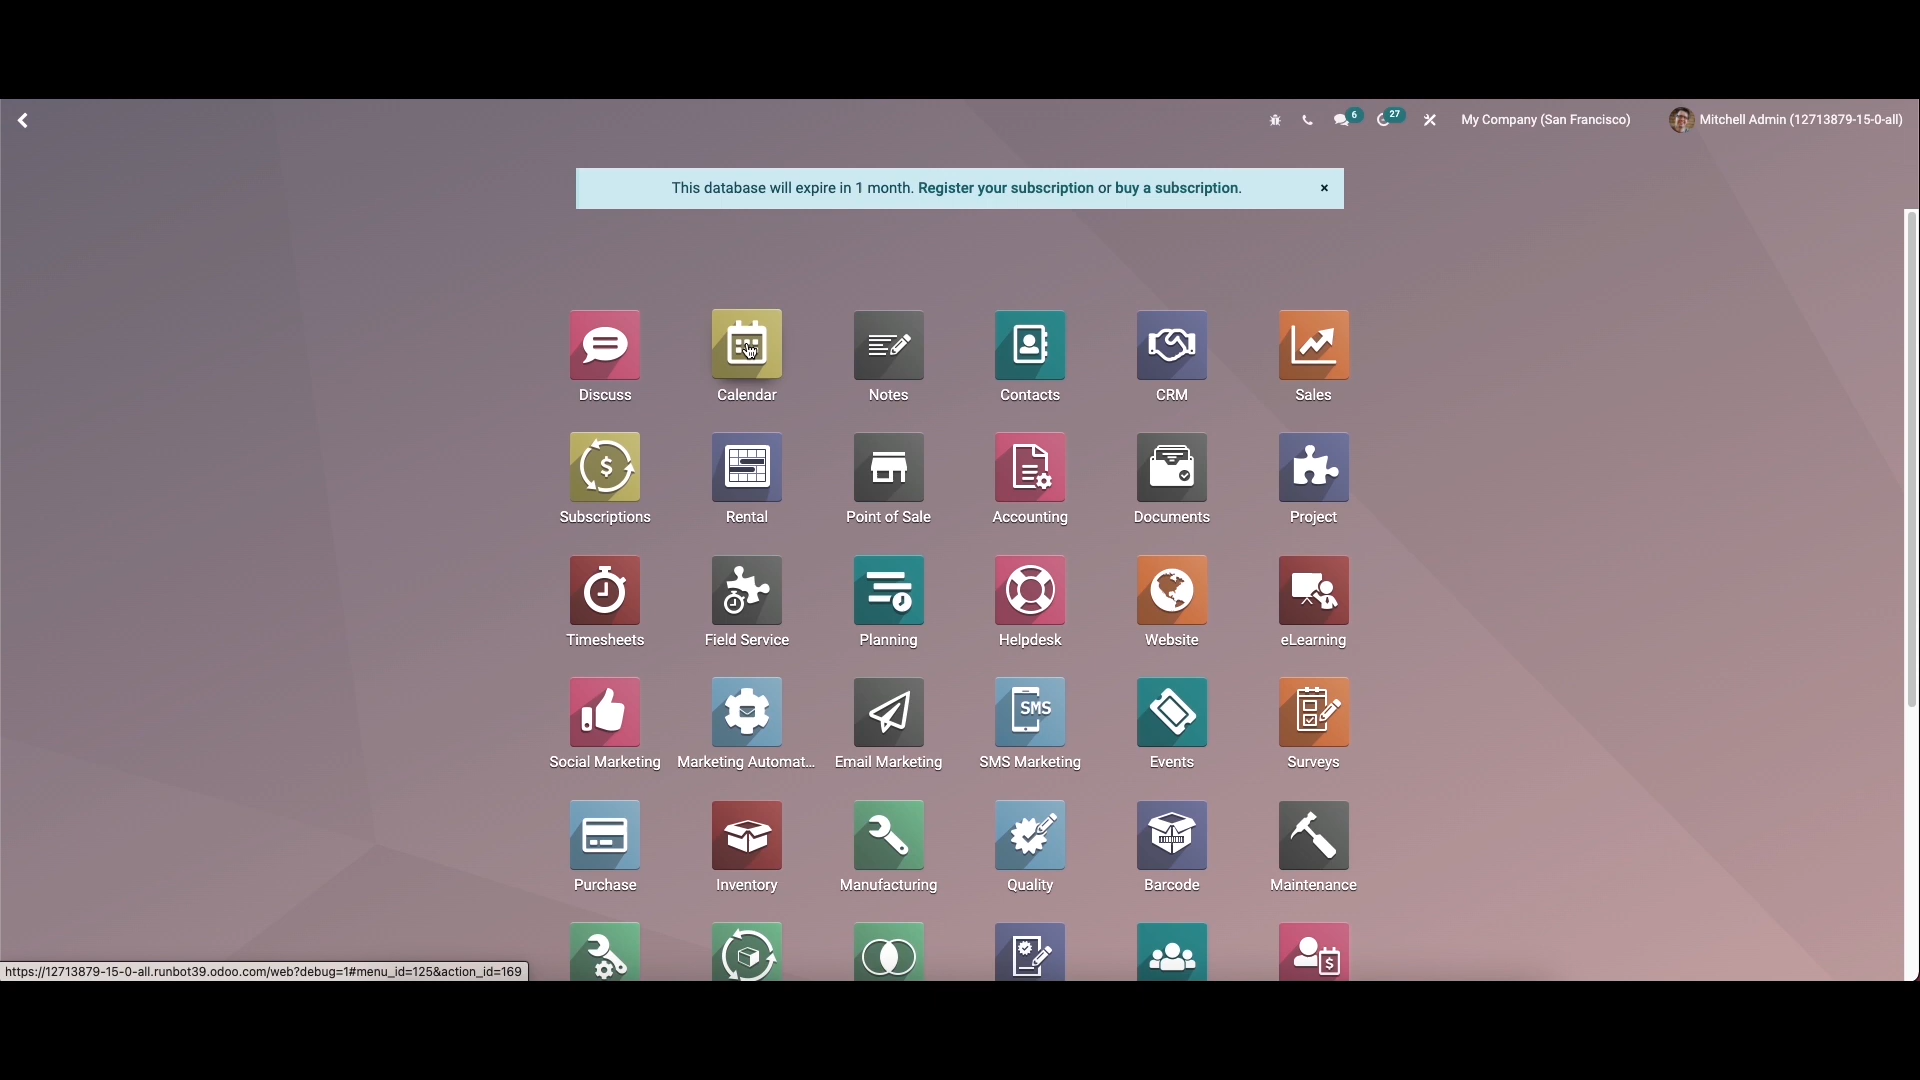 6
27
My Company (San Francisco)
Mitchell Admin (12713879-15-0-all)
This database will expire in 1 month. Register your subscription or buy a subscription.
×
Discuss
Calendar
Notes
Contacts
CRM
Sales
Subscriptions
Rental
Point of Sale
Accounting
Documents
Project
Timesheets
Field Service
Planning
Helpdesk
Website
eLearning
SMS
Social Marketing
Marketing Automat...
Email Marketing
SMS Marketing
Events
Surveys
Purchase
Inventory
Manufacturing
Quality
Barcode
Maintenance
https://12713879-15-0-all.runbot39.odoo.com/web?debug=1#menu_id=125&action_id=169